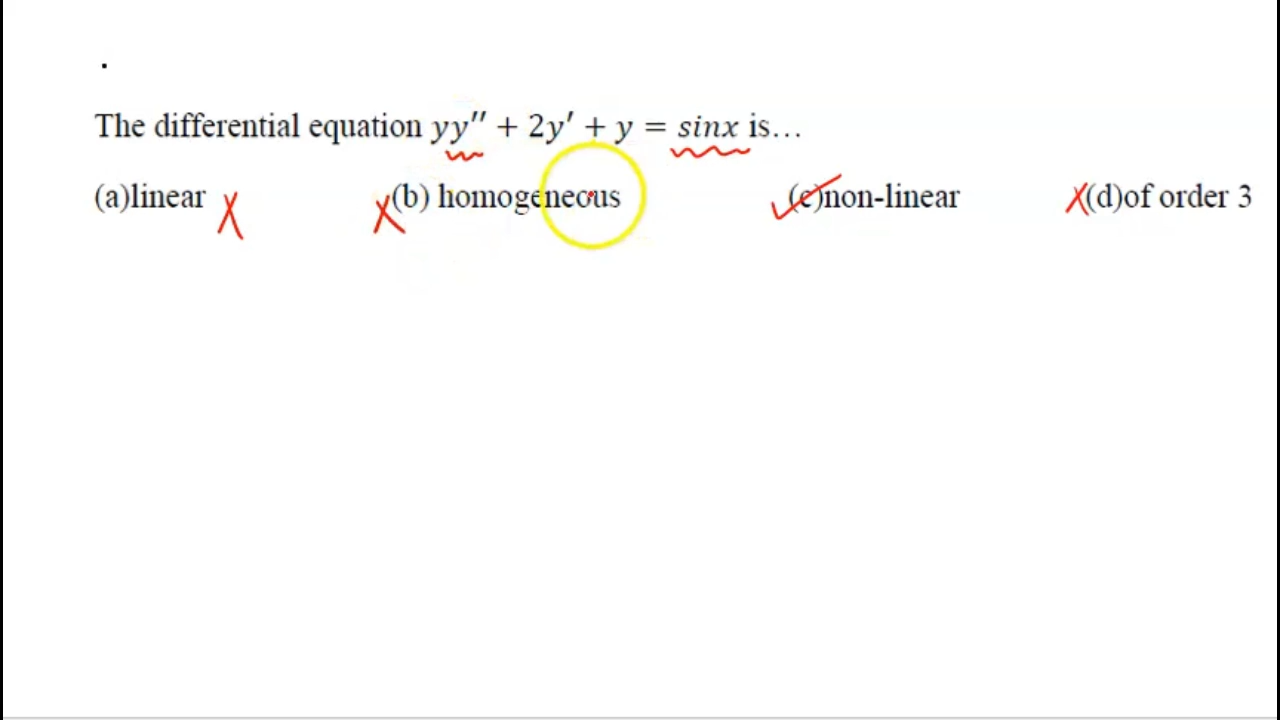 The differential equation yy′′ + 2y′ + y = sinx is...
(a)linear X X(b) homogeneous ✓(c)non-linear X(d)of order 3